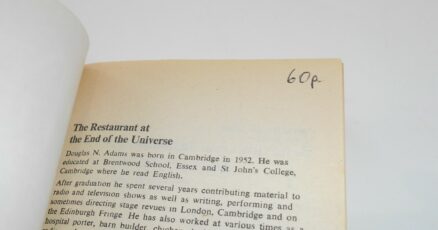 60p
The Restaurant at
the End of the Universe
Douglas N. Adams was born in Cambridge in 1952. He was
educated at Brentwood School, Essex and St John's College,
Cambridge where he read English.
After graduation he spent several years contributing material to
radio and television shows as well as writing, performing and
sometimes directing stage revues in London, Cambridge and on
the Edinburgh Fringe. He has also worked at various times as a
hospital porter, barn builder,